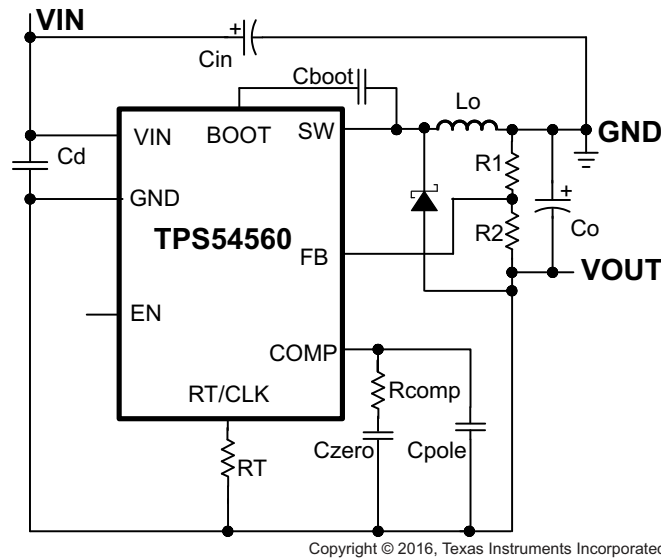 VIN
+
Cin
Cboot
Lo
VIN
BOOT
SW
GND
Cd
R1
GND
+
TPS54560
R2
Co
FB
VOUT
EN
COMP
Rcomp
RT/CLK
Czero
Cpole
RT
Copyright © 2016, Texas Instruments Incorporated